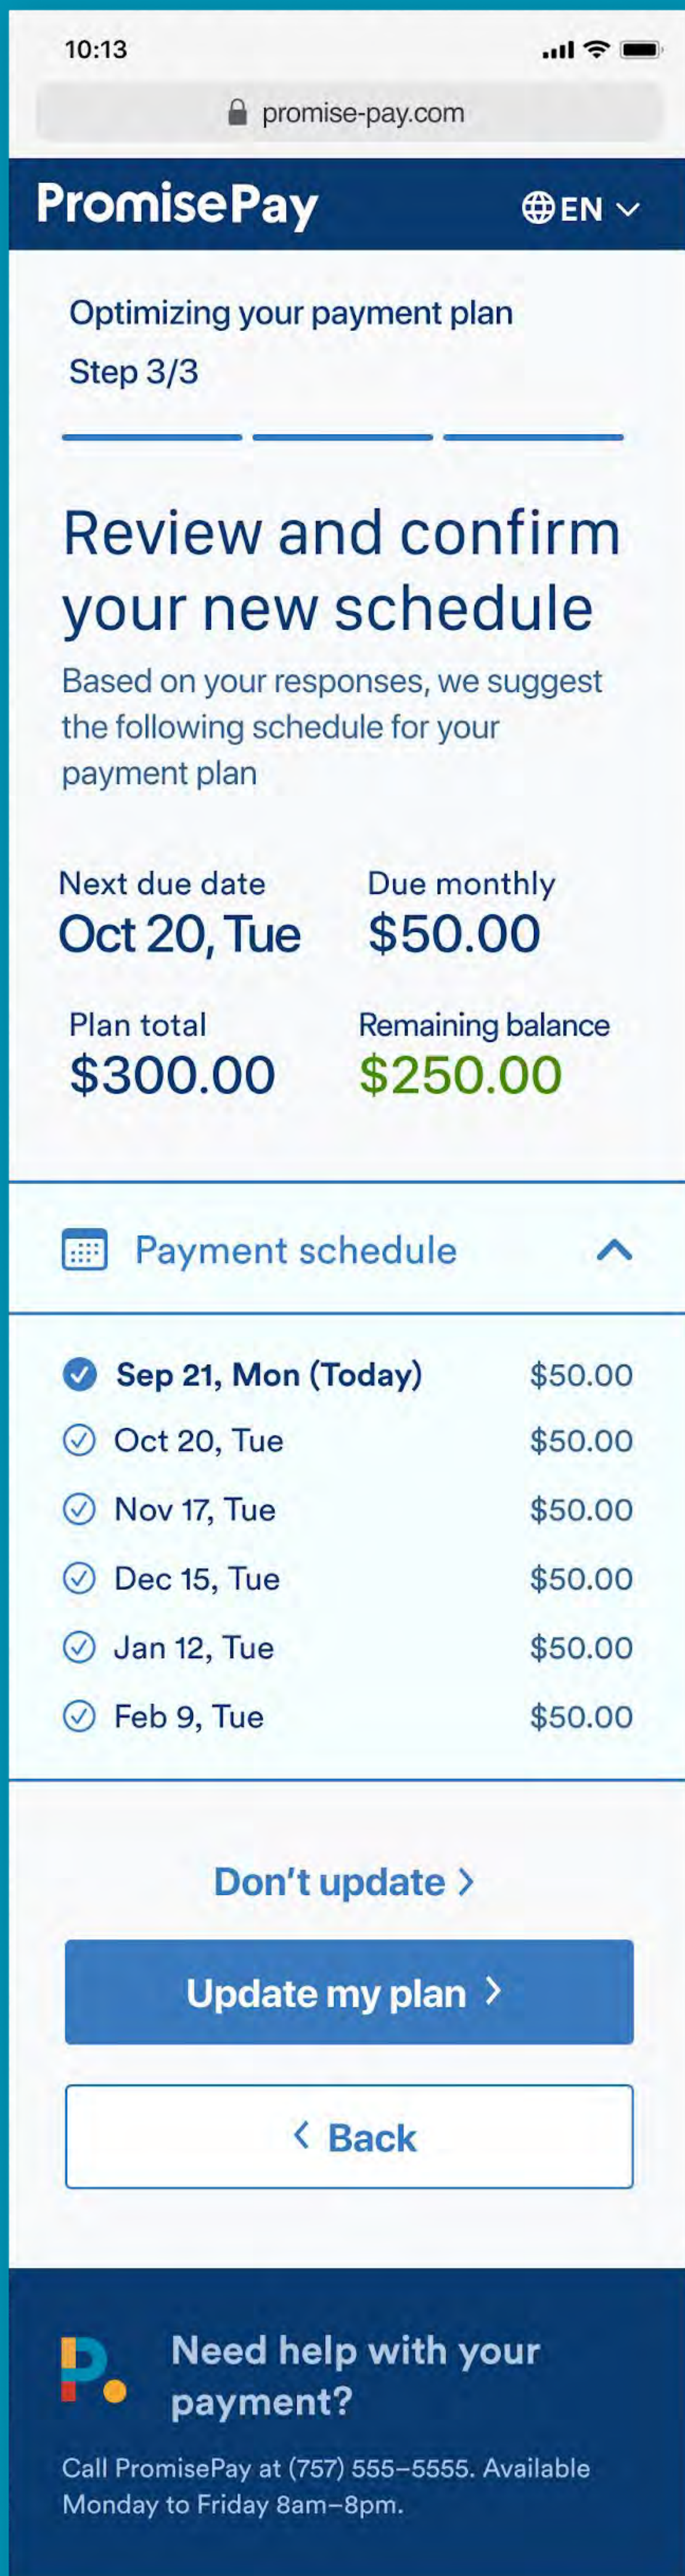 10:13
promise-pay.com
PromisePay EN
Optimizing your payment plan
Step 3/3
Review and confirm
your new schedule
Based on your responses, we suggest
the following schedule for your
payment plan
Next due date Due monthly
Oct 20, Tue $50.00
Plan total Remaining balance
$300.00 $250.00
Payment schedule
Sep 21, Mon (Today) $50.00
Oct 20, Tue $50.00
Nov 17, Tue $50.00
Dec 15, Tue $50.00
Jan 12, Tue $50.00
Feb 9, Tue $50.00
Don't update >
Update my plan >
< Back
Need help with your
payment?
Call PromisePay at (757) 555–5555. Available
Monday to Friday 8am–8pm.